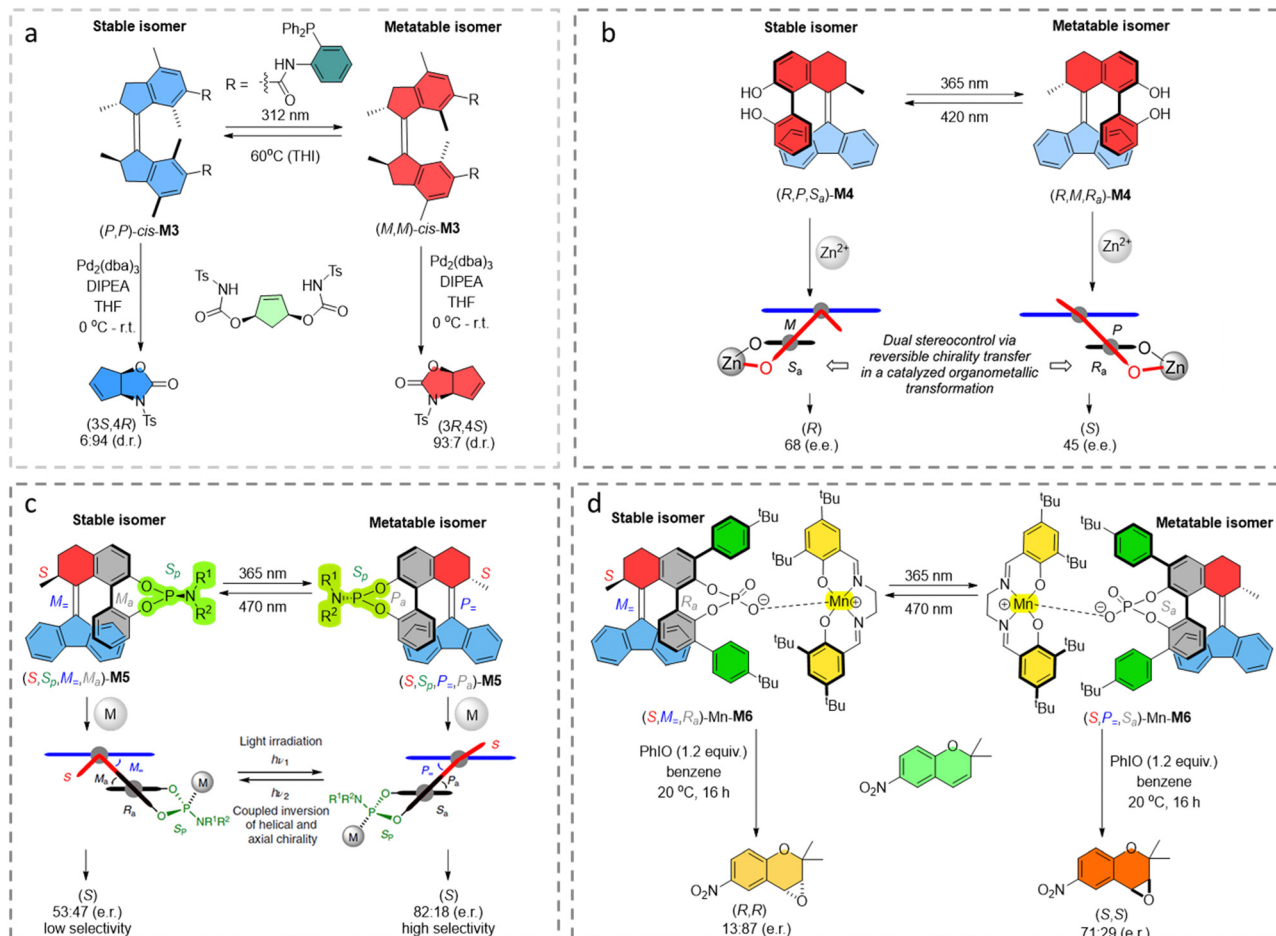 a
Stable isomer
Metatable isomer
Ph2P
R =
H
N
O
R
R
312 nm
60°C (THI)
R
R
(P,P)-cis-M3
(M,M)-cis-M3
Pd2(dba)3
DIPEA
THF
0 °C - r.t.
Ts
NH
O
O
Ts
HN
O
O
Pd2(dba)3
DIPEA
THF
0 °C - r.t.
O
O
N
Ts
O
O
N
Ts
(3S,4R)
6:94 (d.r.)
(3R,4S)
93:7 (d.r.)
b
Stable isomer
Metatable isomer
HO
HO
365 nm
420 nm
OH
OH
(R,P,Sa)-M4
(R,M,Ra)-M4
Zn2+
Zn2+
M
O
O
Zn
Sa
Dual stereocontrol via
reversible chirality transfer
in a catalyzed organometallic
transformation
P
O
O
Zn
Ra
(R)
68 (e.e.)
(S)
45 (e.e.)
c
Stable isomer
Metatable isomer
S
Sp
M=
Ma
O
O
P
N
R1
R2
365 nm
470 nm
Sp
S
R1
N
R2
P
O
O
Pa
P=
(S,Sp,M=,Ma)-M5
(S,Sp,P=,Pa)-M5
M
M
S
M=
Ma
Ra
O
O
P
M
NR1R2
SP
Light irradiation
hν1
hν2
Coupled inversion
of helical and
axial chirality
S
P=
Pa
Sa
R1R2N
O
P
O
M
SP
(S)
53:47 (e.r.)
low selectivity
(S)
82:18 (e.r.)
high selectivity
d
Stable isomer
Metatable isomer
tBu
tBu
tBu
S
M=
Ra
O
O
P
O
O
⊖
O
N
Mn
⊕
O
N
tBu
tBu
tBu
365 nm
470 nm
tBu
tBu
N
O
Mn
⊕
N
O
tBu
tBu
tBu
⊖
O
O
P
O
O
Sa
S
P=
tBu
(S,M=,Ra)-Mn-M6
(S,P=,Sa)-Mn-M6
PhIO (1.2 equiv.)
benzene
20 °C, 16 h
O
O2N
PhIO (1.2 equiv.)
benzene
20 °C, 16 h
O
O2N
O
O
O2N
O
(R,R)
13:87 (e.r.)
(S,S)
71:29 (e.r.)